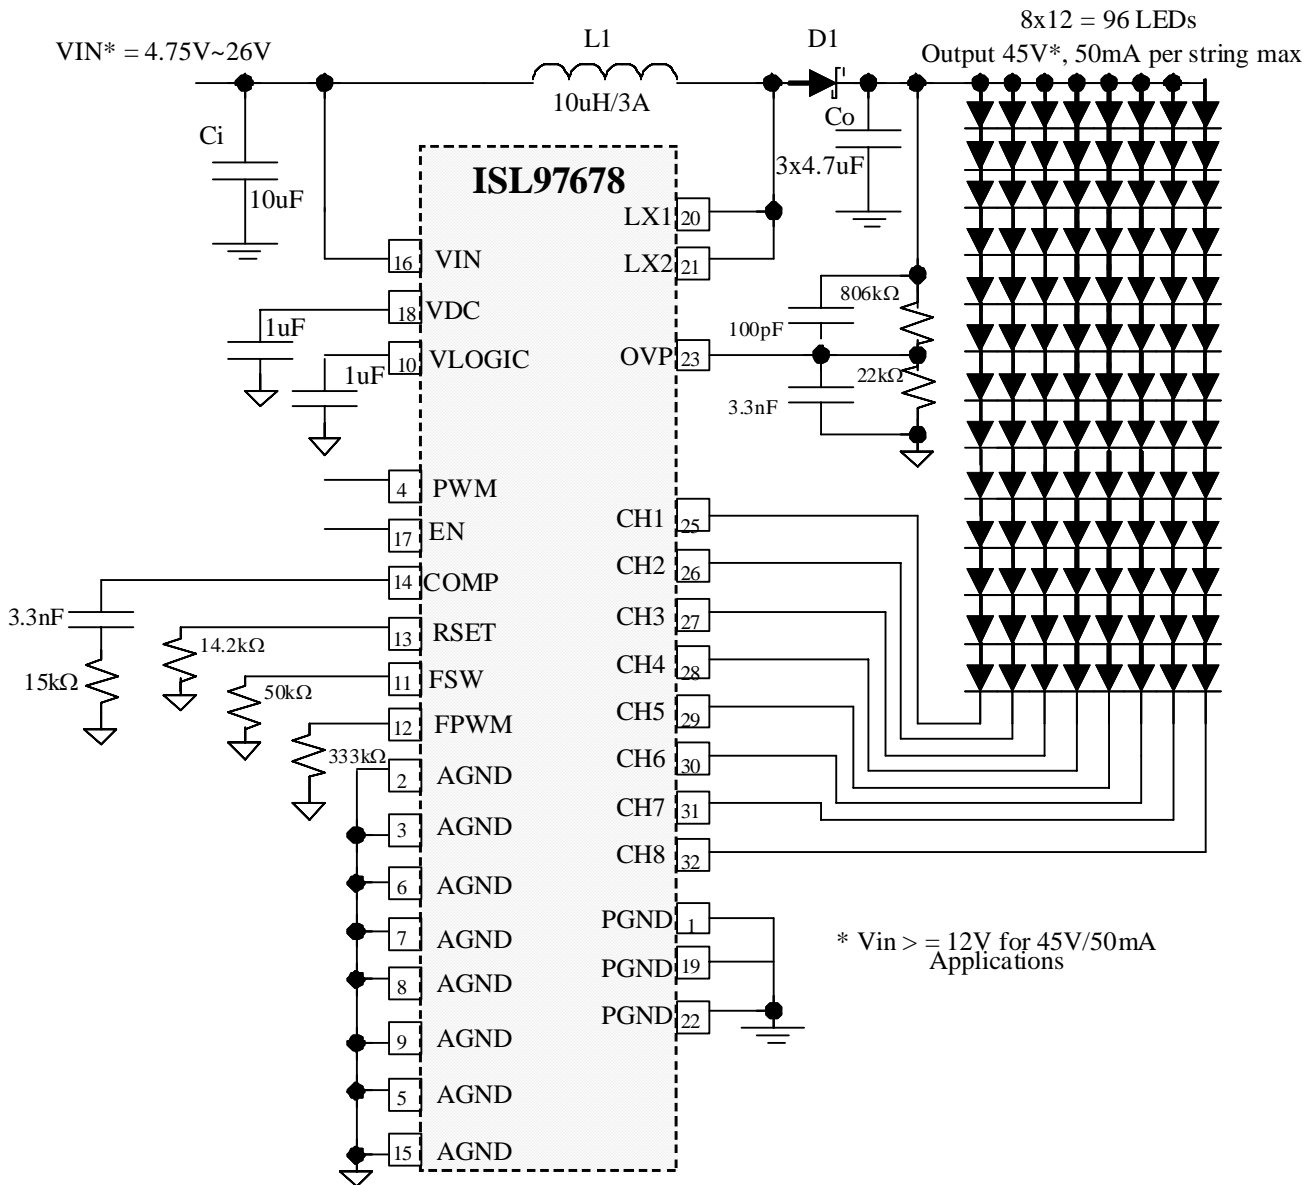 8x12 = 96 LEDs
Output 45V*, 50mA per string max
VIN* = 4.75V~26V
L1
10uH/3A
D1
Co
3x4.7uF
Ci
10uF
ISL97678
LX1
20
LX2
21
16
VIN
18
VDC
1uF
10
VLOGIC
1uF
OVP
23
806kΩ
100pF
22kΩ
3.3nF
4
PWM
17
EN
14
COMP
3.3nF
15kΩ
13
RSET
14.2kΩ
11
FSW
50kΩ
12
FPWM
333kΩ
CH1
25
CH2
26
CH3
27
CH4
28
CH5
29
CH6
30
CH7
31
CH8
32
2
AGND
3
AGND
6
AGND
7
AGND
8
AGND
9
AGND
5
AGND
15
AGND
PGND
1
PGND
19
PGND
22
* Vin > = 12V for 45V/50mA
Applications